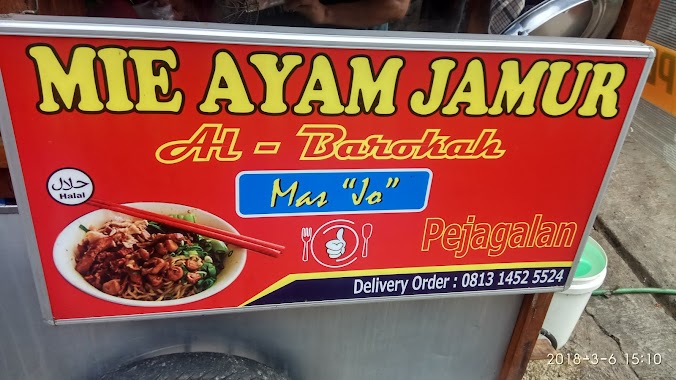 MIE AYAM JAMUR
Al - Barokah
Mas "Jo"
حلال
Halal
Pejagalan
Delivery Order : 0813 1452 5524
2018-3-6 15:10